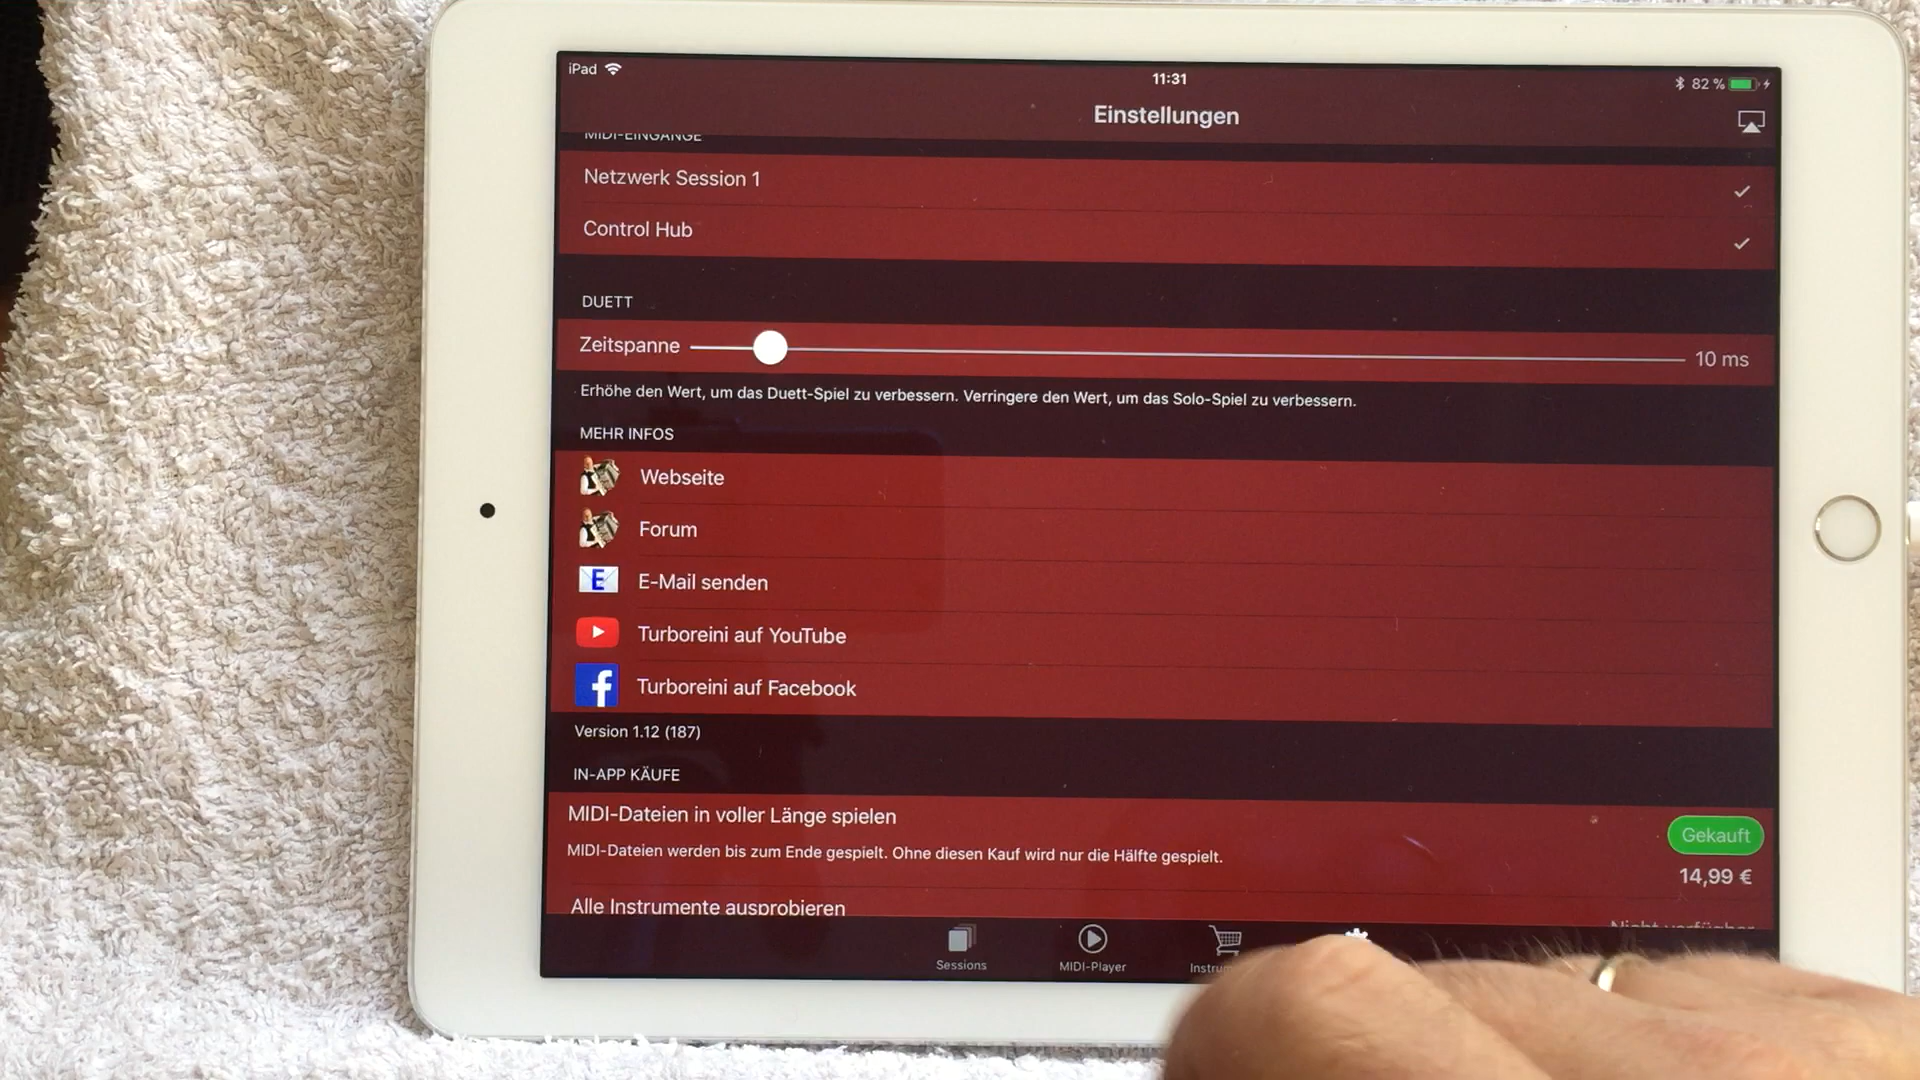 iPad
11:31
82 %
Einstellungen
MIDI-EINGÄNGE
Netzwerk Session 1
Control Hub
DUETT
Zeitspanne
10 ms
Erhöhe den Wert, um das Duett-Spiel zu verbessern. Verringere den Wert, um das Solo-Spiel zu verbessern.
MEHR INFOS
Webseite
Forum
E
E-Mail senden
Turboreini auf YouTube
f
Turboreini auf Facebook
Version 1.12 (187)
IN-APP KÄUFE
MIDI-Dateien in voller Länge spielen
Gekauft
MIDI-Dateien werden bis zum Ende gespielt. Ohne diesen Kauf wird nur die Hälfte gespielt.
14,99 €
Alle Instrumente ausprobieren
Sessions
MIDI-Player